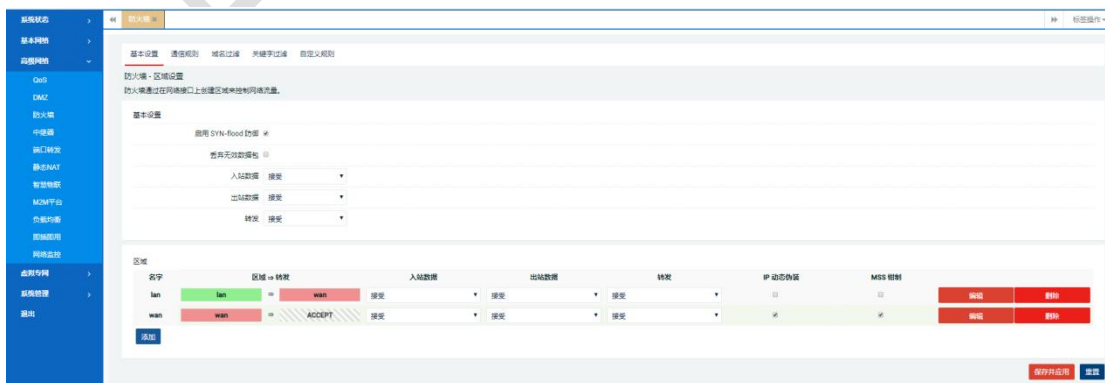 系统状态
防火墙
标签操作
基本网络
高级网络
基本设置 通信规则 域名过滤 关键字过滤 自定义规则
QoS
防火墙 - 区域设置
DMZ
防火墙通过在网络接口上创建区域来控制网络流量。
防火墙
基本设置
中继器
启用 SYN-flood 防御
端口转发
丢弃无效数据包
静态NAT
入站数据 接受
智慧物联
M2M平台
出站数据 接受
负载均衡
转发 接受
即插即用
网络监控
区域
虚拟专网
名字 区域 ⇒ 转发 入站数据 出站数据 转发 IP 动态伪装 MSS 钳制
系统管理
lan lan ⇒ wan 接受 接受 接受 编辑 删除
退出
wan wan ⇒ ACCEPT 接受 接受 接受 编辑 删除
添加
保存并应用 重置